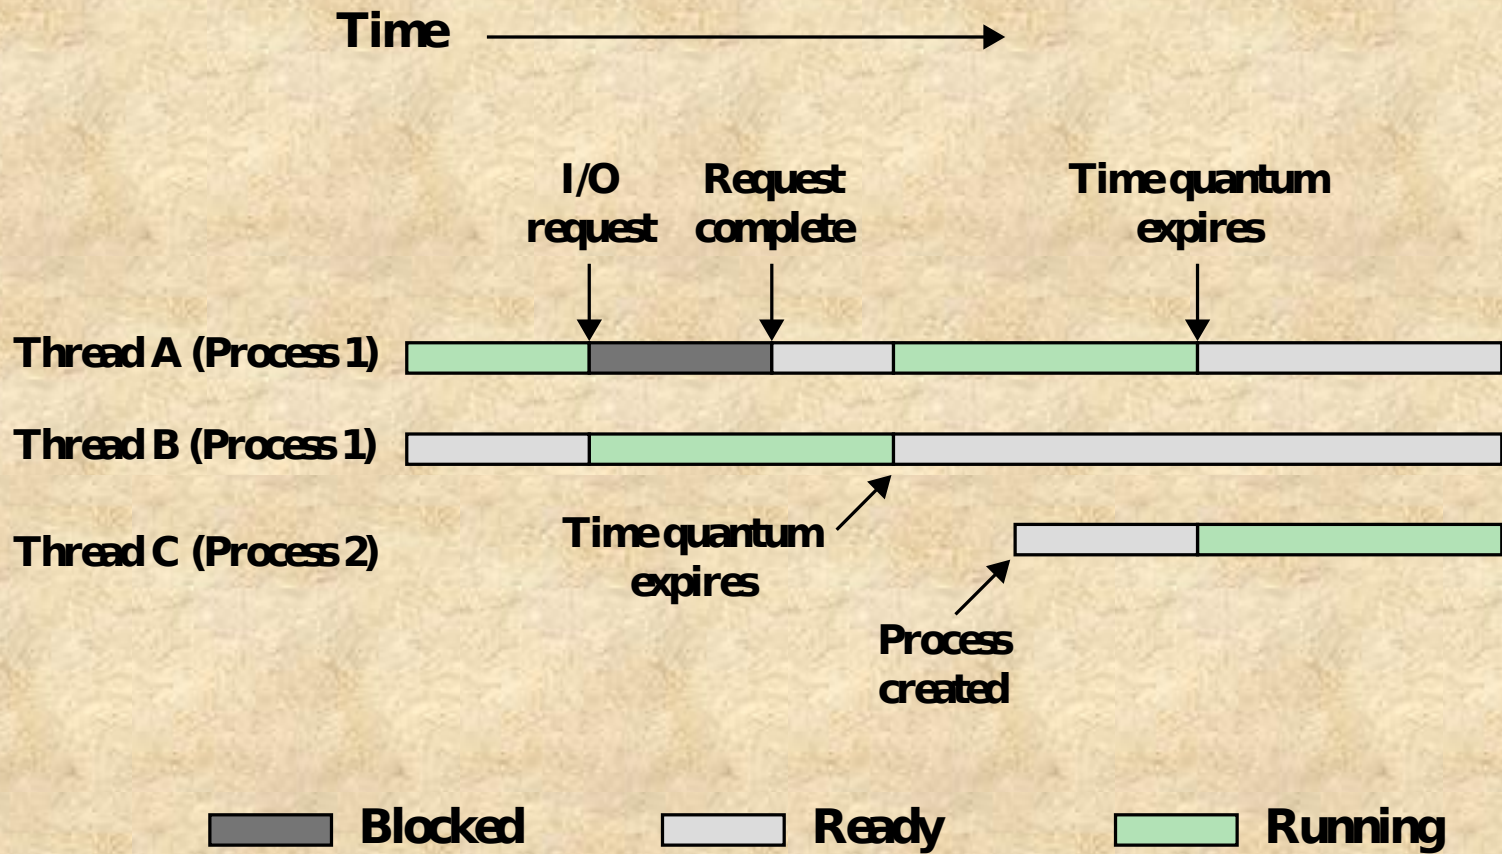 Time
I/O
request
Request
complete
Time quantum
expires
Thread A (Process 1)
Thread B (Process 1)
Thread C (Process 2)
Time quantum
expires
Process
created
Blocked
Ready
Running